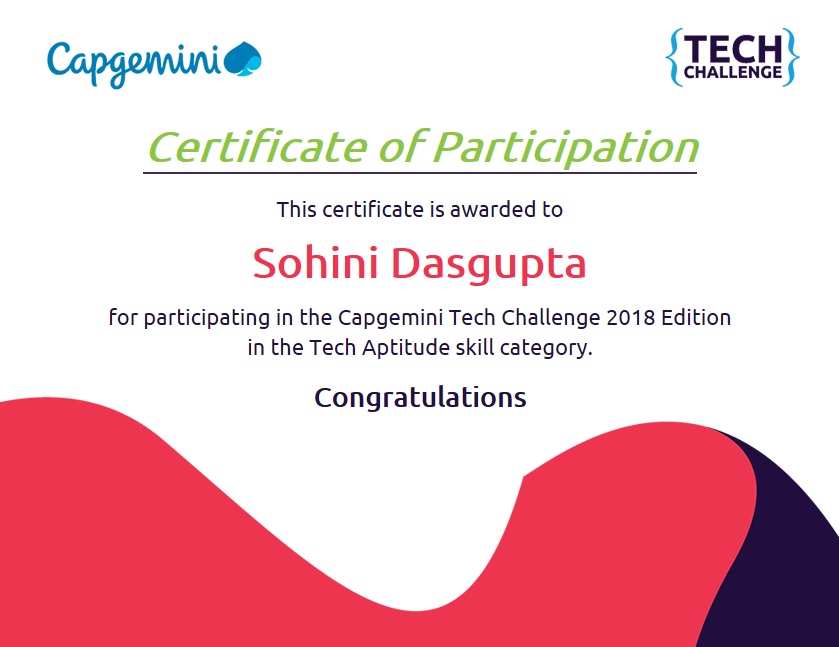 Capgemini
{TECH
CHALLENGE}
Certificate of Participation
This certificate is awarded to
Sohini Dasgupta
for participating in the Capgemini Tech Challenge 2018 Edition
in the Tech Aptitude skill category.
Congratulations